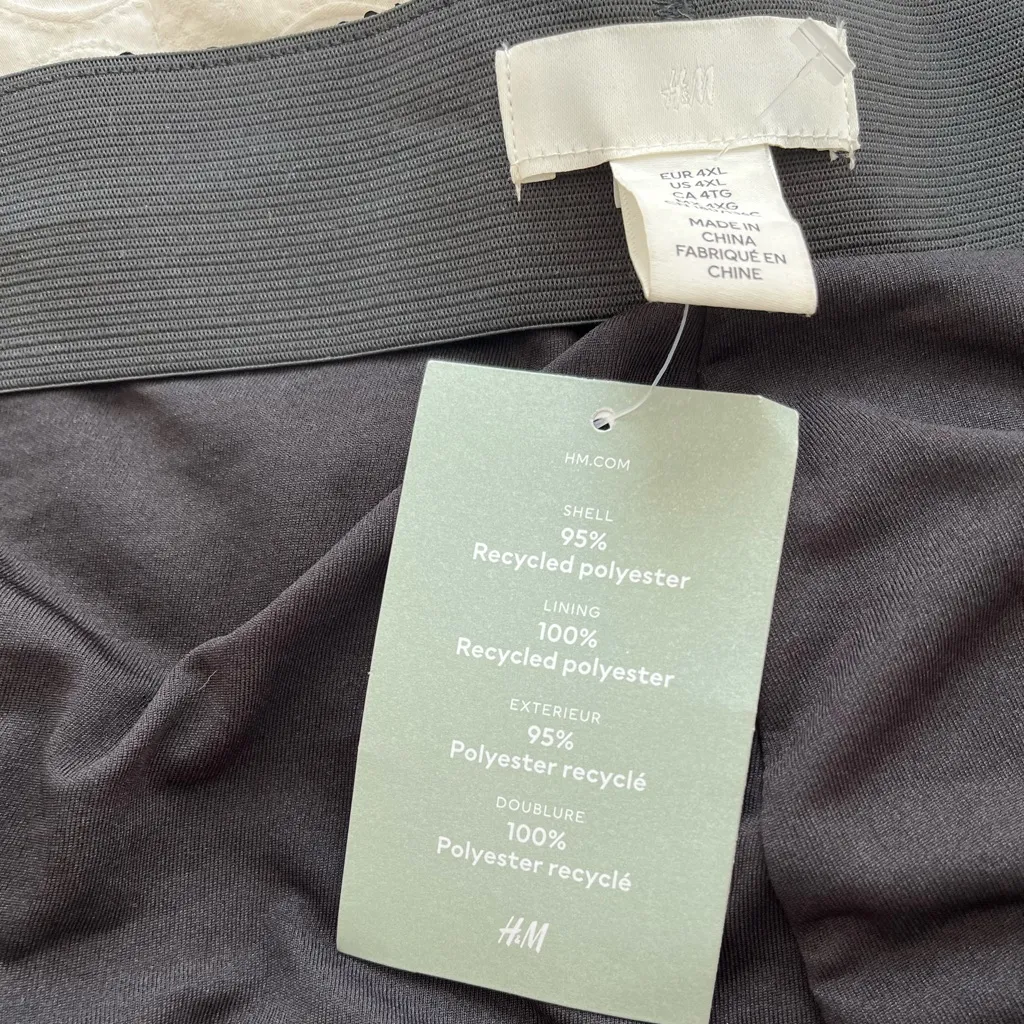 H&M
EUR 4XL
US 4XL
CA 4TG
4XG
MADE IN
CHINA
FABRIQUÉ EN
CHINE
HM.COM
SHELL
95%
Recycled polyester
LINING
100%
Recycled polyester
EXTERIEUR
95%
Polyester recyclé
DOUBLURE
100%
Polyester recyclé
H&M